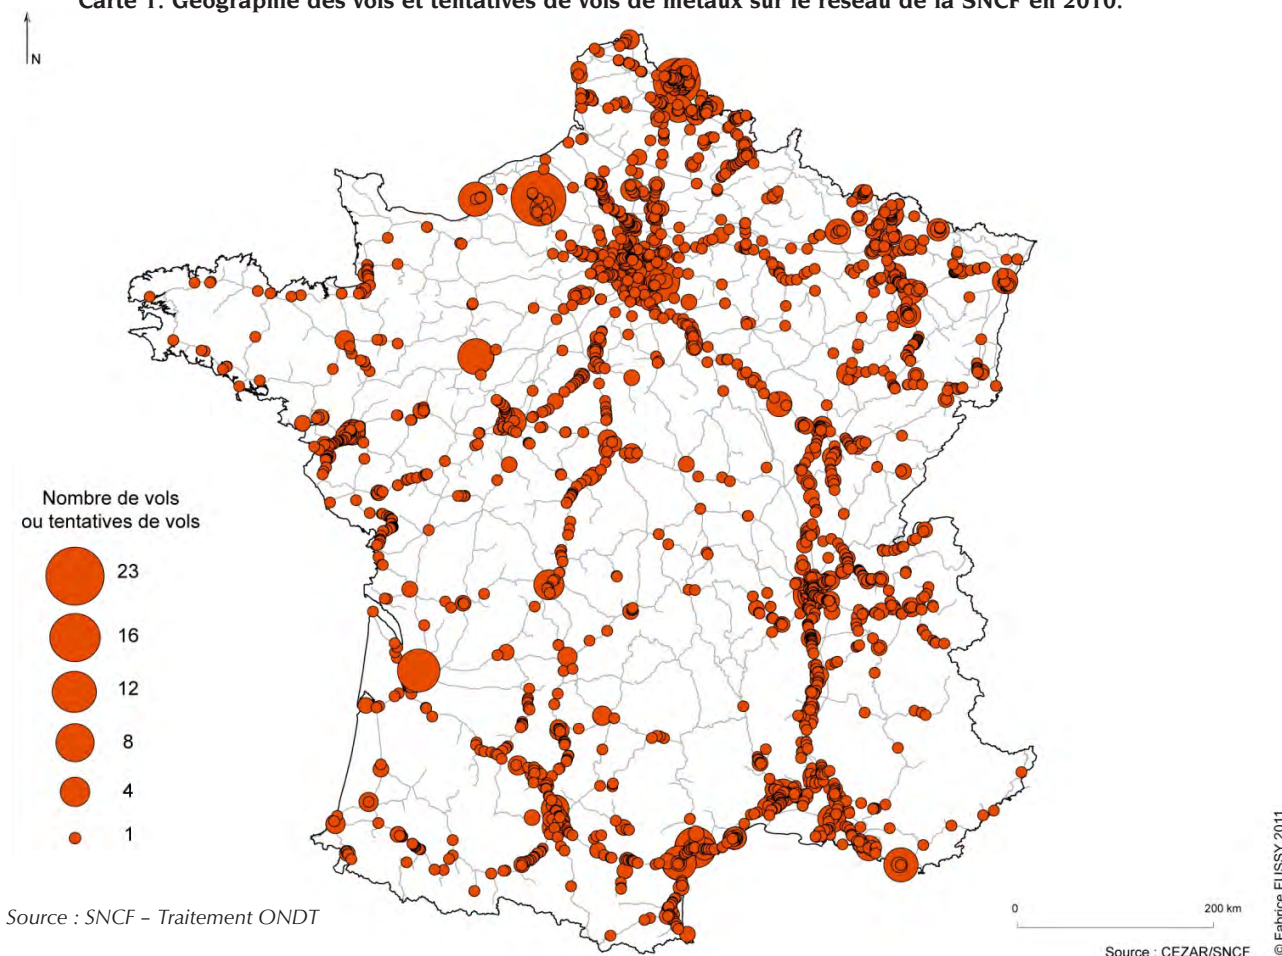 Carte 1. Géographie des vols et tentatives de vols de métaux sur le réseau de la SNCF en 2010.
N
Nombre de vols
ou tentatives de vols
23
16
12
8
4
1
Source : SNCF – Traitement ONDT
0 200 km
Source : CEZAR/SNCF
© Fabrice FUSSY 2011